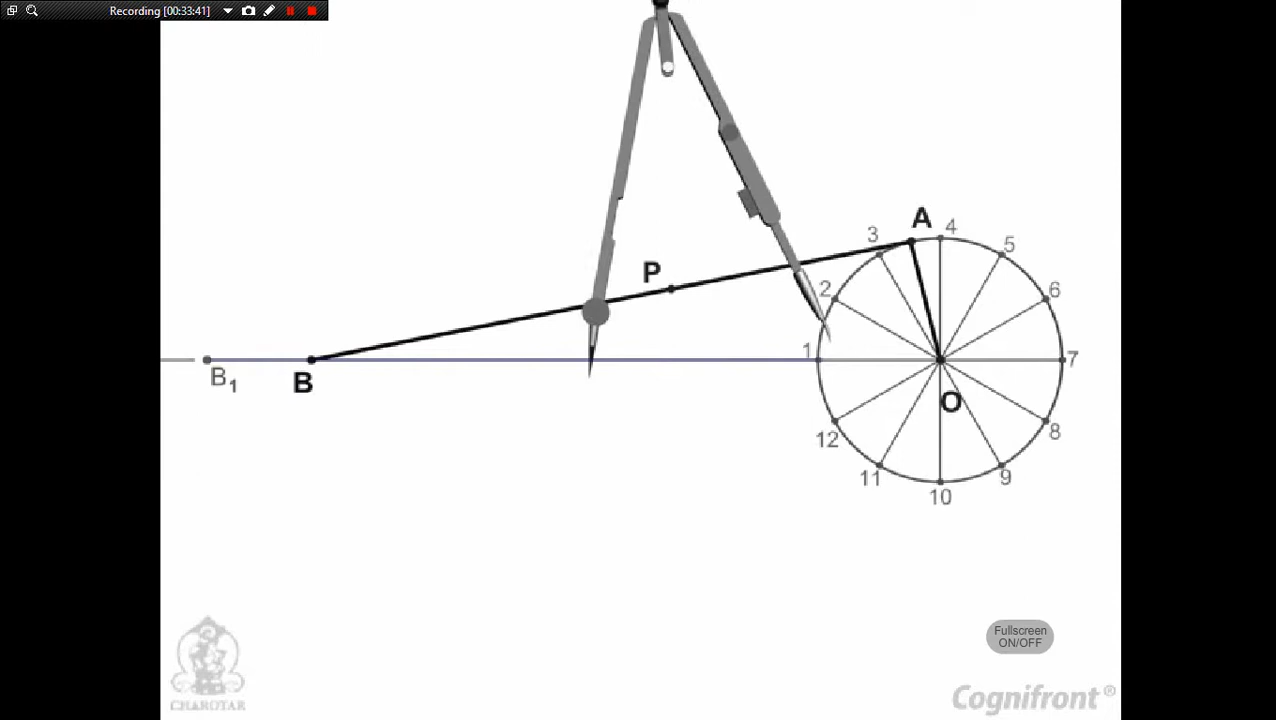 Recording [00:33:41]
A
4
3
5
P
2
6
1
7
B₁
B
O
12
8
11
9
10
Fullscreen
ON/OFF
CHAROTAR
Cognifront®